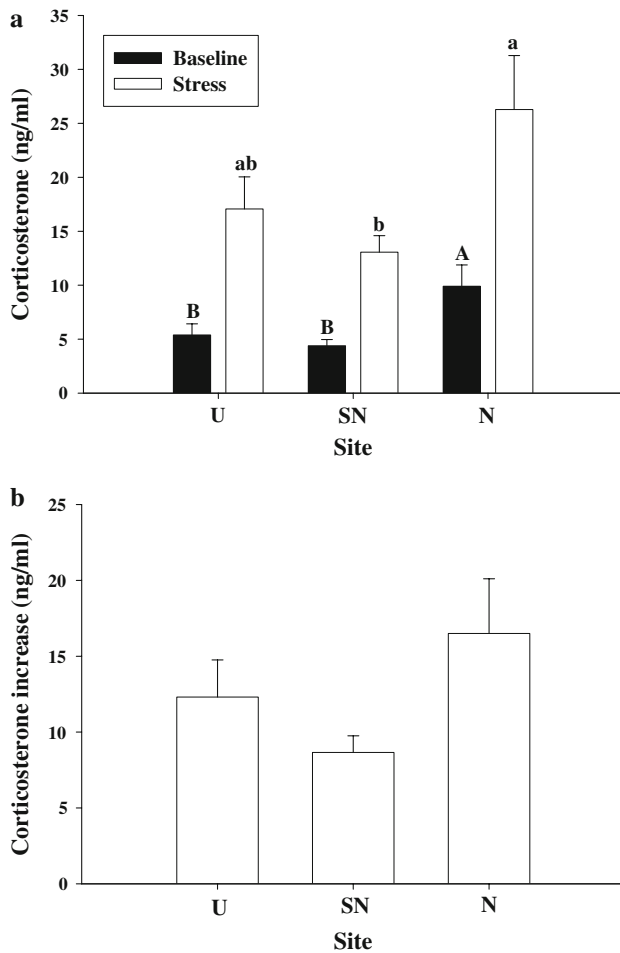 a
Corticosterone (ng/ml)
35
30
25
20
15
10
5
0
Baseline
Stress
B
ab
B
b
A
a
U SN N
Site
b
Corticosterone increase (ng/ml)
25
20
15
10
5
0
U SN N
Site